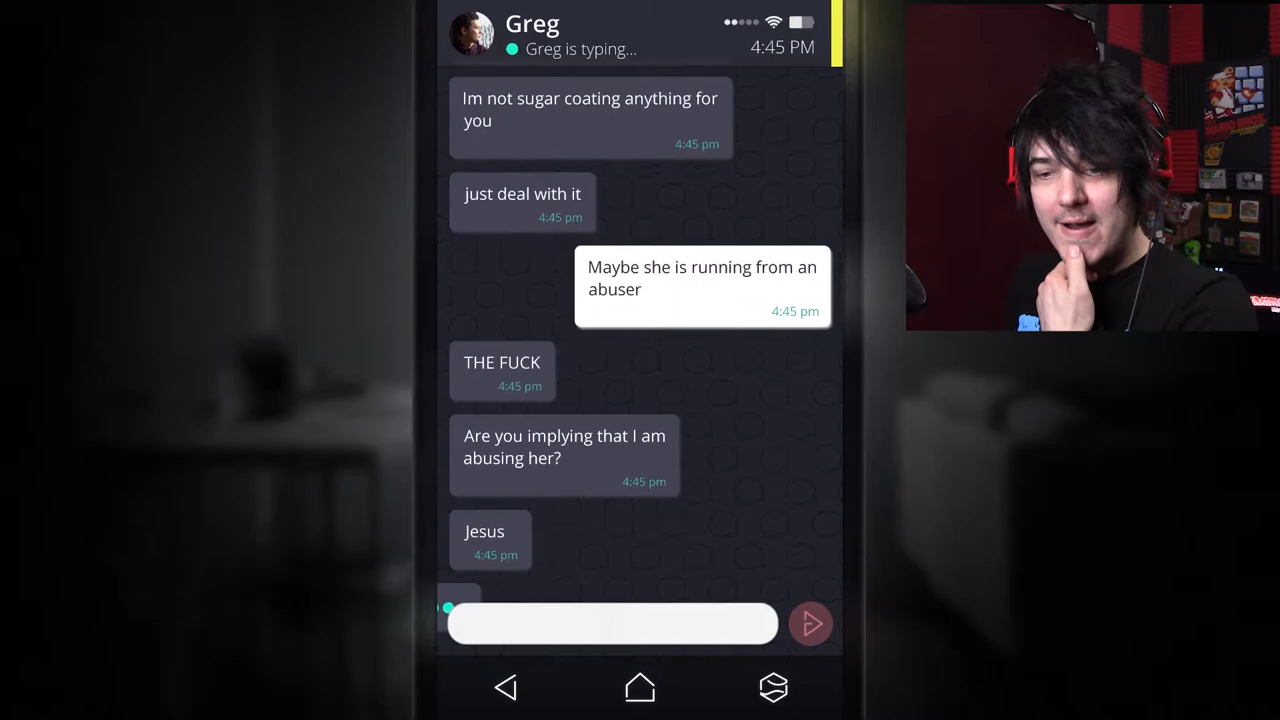 Greg
Greg is typing...
4:45 PM
Im not sugar coating anything for
you
4:45 pm
just deal with it
4:45 pm
Maybe she is running from an
abuser
4:45 pm
THE FUCK
4:45 pm
Are you implying that I am
abusing her?
4:45 pm
Jesus
4:45 pm
MARIO BROS